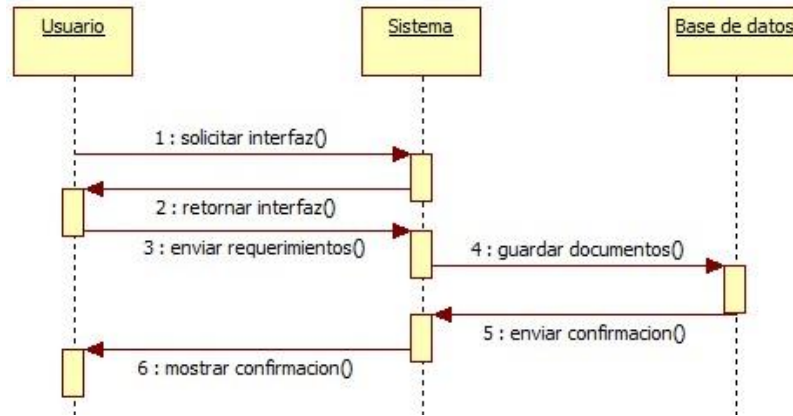 Usuario
Sistema
Base de datos
1 : solicitar interfaz()
2 : retornar interfaz()
3 : enviar requerimientos()
4 : guardar documentos()
5 : enviar confirmacion()
6 : mostrar confirmacion()